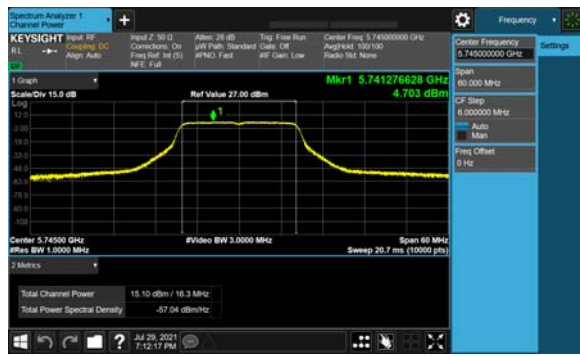 Spectrum Analyzer 1
Channel Power
+
Frequency
KEYSIGHT
RL
Input: RF
Coupling: DC
Align: Auto
Input Z: 50 Ω
Corrections: On
Freq Ref: Int (S)
NFE: Full
Atten: 28 dB
µW Path: Standard
#PNO: Fast
Trig: Free Run
Gate: Off
#IF Gain: Low
Center Freq: 5.745000000 GHz
Avg|Hold: 100/100
Radio Std: None
Center Frequency
5.745000000 GHz
Settings
Span
60.000 MHz
CF Step
6.000000 MHz
Auto
Man
Freq Offset
0 Hz
1 Graph
Scale/Div 15.0 dB
Ref Value 27.00 dBm
Mkr1 5.741276628 GHz
4.703 dBm
Log
12.0
-3.00
-18.0
-33.0
-48.0
-63.0
-78.0
-93.0
-108
1
Center 5.74500 GHz
#Res BW 1.0000 MHz
#Video BW 3.0000 MHz
Span 60 MHz
Sweep 20.7 ms (10000 pts)
2 Metrics
Total Channel Power
15.10 dBm / 16.3 MHz
Total Power Spectral Density
-57.04 dBm/Hz
?
Jul 29, 2021
7:12:17 PM